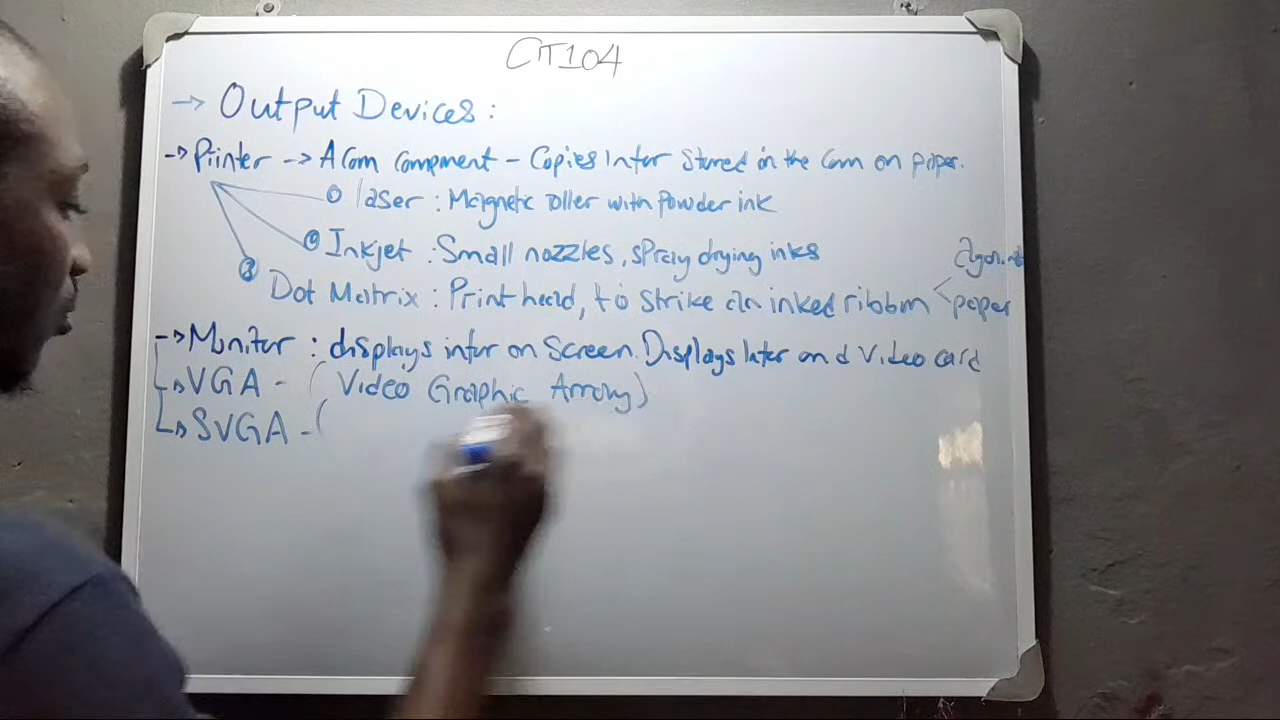 CIT104
→ Output Devices:
→ Printer → A Com Component - Copies Infor Stored in the Com on paper.
① laser : Magnetic roller with Powder ink
② Inkjet : Small nozzles, spray drying inks
③ Dot Matrix : Print head, to strike an inked ribbon < against paper
→ Monitor : displays infor on Screen. Displays later and Video card
↳ VGA - (Video Graphic Array)
↳ SVGA - (